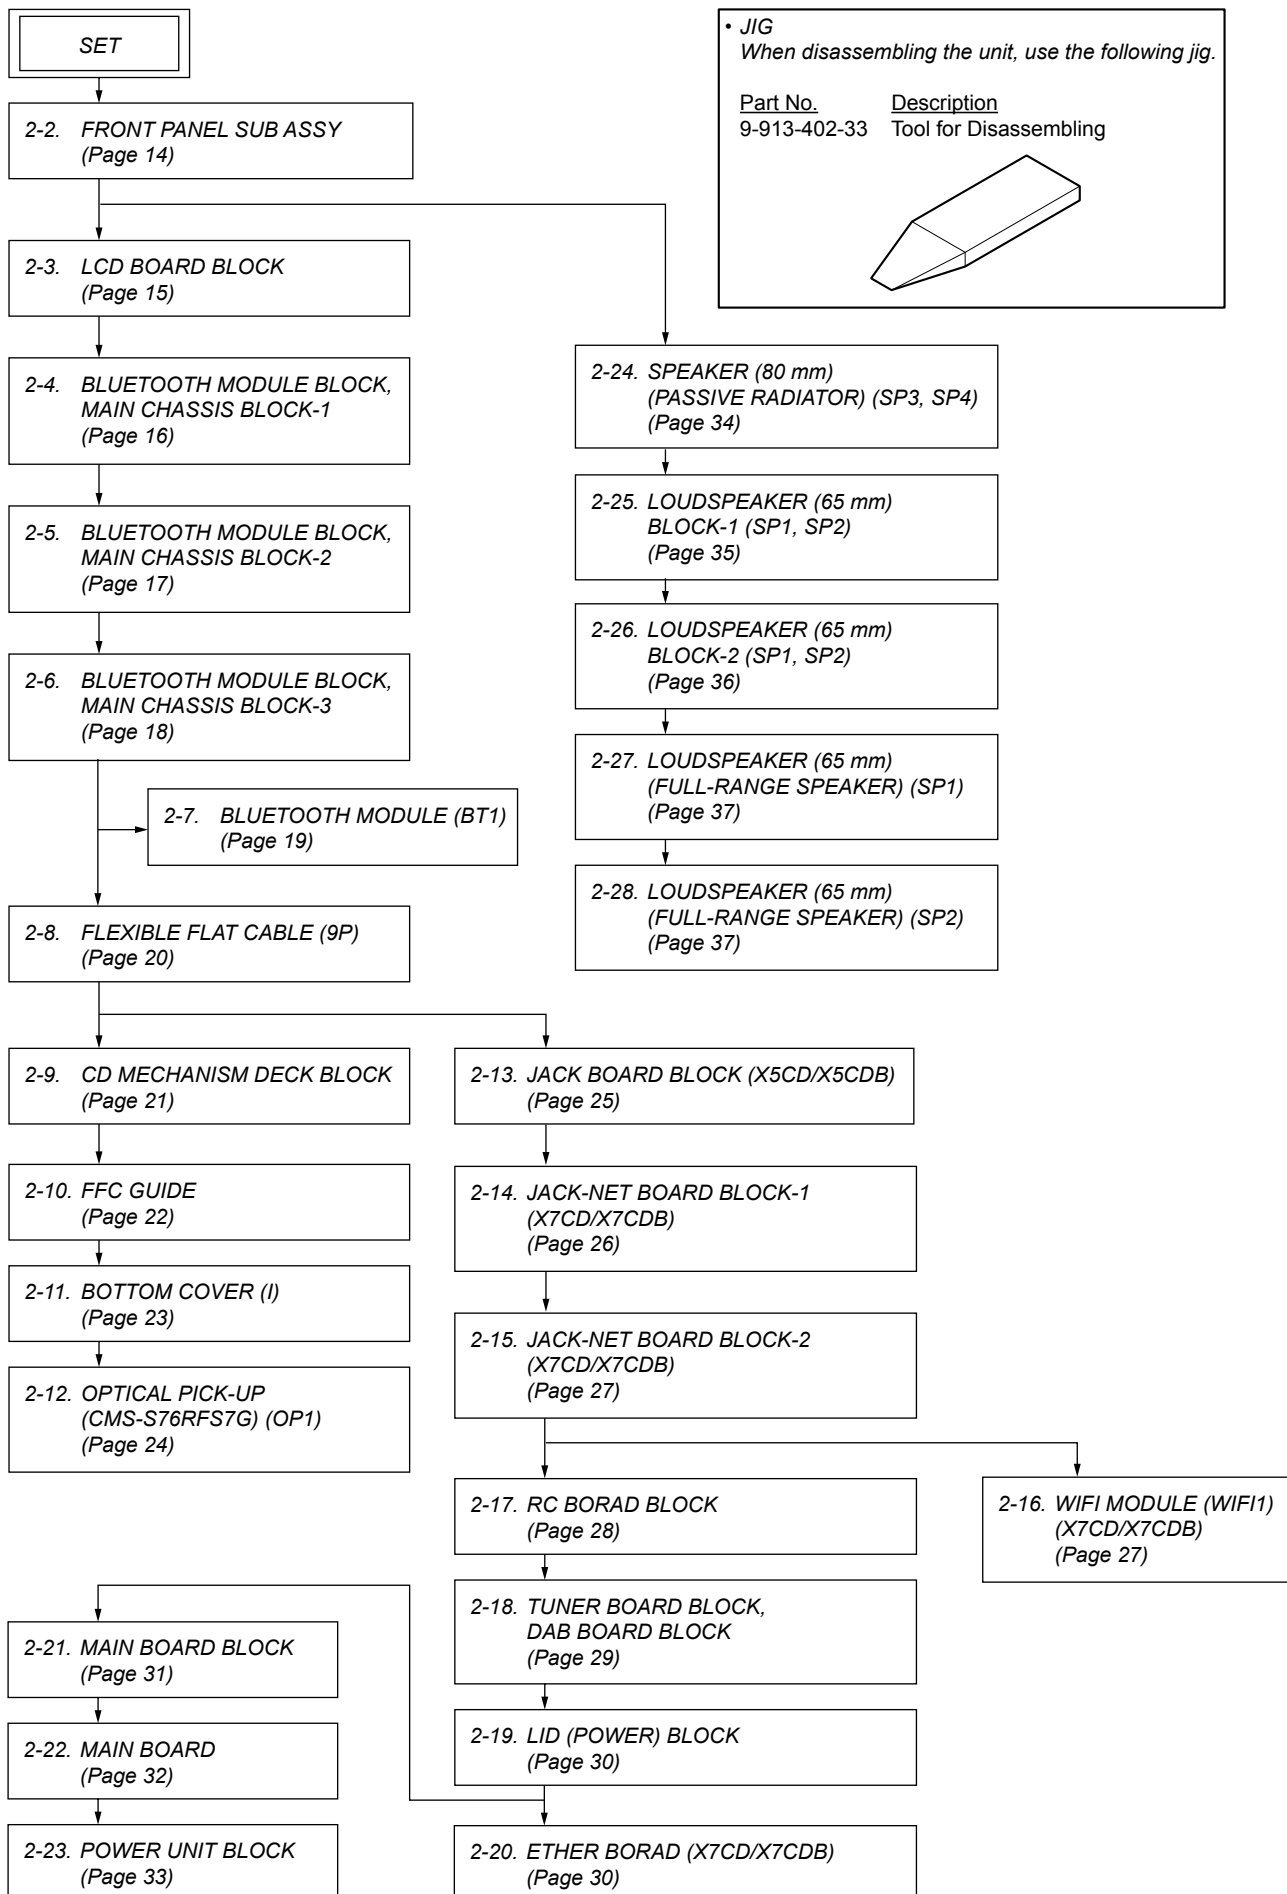 SET
• JIG
When disassembling the unit, use the following jig.
Part No. Description
9-913-402-33 Tool for Disassembling
2-2. FRONT PANEL SUB ASSY
(Page 14)
2-3. LCD BOARD BLOCK
(Page 15)
2-4. BLUETOOTH MODULE BLOCK,
MAIN CHASSIS BLOCK-1
(Page 16)
2-5. BLUETOOTH MODULE BLOCK,
MAIN CHASSIS BLOCK-2
(Page 17)
2-6. BLUETOOTH MODULE BLOCK,
MAIN CHASSIS BLOCK-3
(Page 18)
2-7. BLUETOOTH MODULE (BT1)
(Page 19)
2-8. FLEXIBLE FLAT CABLE (9P)
(Page 20)
2-24. SPEAKER (80 mm)
(PASSIVE RADIATOR) (SP3, SP4)
(Page 34)
2-25. LOUDSPEAKER (65 mm)
BLOCK-1 (SP1, SP2)
(Page 35)
2-26. LOUDSPEAKER (65 mm)
BLOCK-2 (SP1, SP2)
(Page 36)
2-27. LOUDSPEAKER (65 mm)
(FULL-RANGE SPEAKER) (SP1)
(Page 37)
2-28. LOUDSPEAKER (65 mm)
(FULL-RANGE SPEAKER) (SP2)
(Page 37)
2-9. CD MECHANISM DECK BLOCK
(Page 21)
2-10. FFC GUIDE
(Page 22)
2-11. BOTTOM COVER (I)
(Page 23)
2-12. OPTICAL PICK-UP
(CMS-S76RFS7G) (OP1)
(Page 24)
2-13. JACK BOARD BLOCK (X5CD/X5CDB)
(Page 25)
2-14. JACK-NET BOARD BLOCK-1
(X7CD/X7CDB)
(Page 26)
2-15. JACK-NET BOARD BLOCK-2
(X7CD/X7CDB)
(Page 27)
2-16. WIFI MODULE (WIFI1)
(X7CD/X7CDB)
(Page 27)
2-17. RC BORAD BLOCK
(Page 28)
2-18. TUNER BOARD BLOCK,
DAB BOARD BLOCK
(Page 29)
2-19. LID (POWER) BLOCK
(Page 30)
2-20. ETHER BORAD (X7CD/X7CDB)
(Page 30)
2-21. MAIN BOARD BLOCK
(Page 31)
2-22. MAIN BOARD
(Page 32)
2-23. POWER UNIT BLOCK
(Page 33)